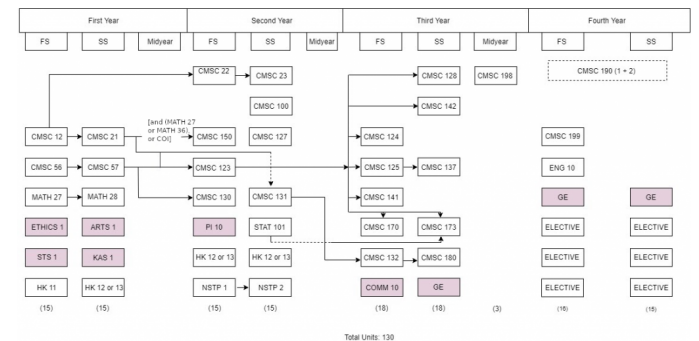 First Year Second Year Third Year Fourth Year
FS SS Midyear FS SS Midyear FS SS Midyear FS SS
CMSC 22 CMSC 23 CMSC 128 CMSC 198 CMSC 190 (1 + 2)
CMSC 100 CMSC 142
[and (MATH 27
or MATH 36)
or COI]
CMSC 12 CMSC 21 CMSC 150 CMSC 127 CMSC 124 CMSC 199
CMSC 56 CMSC 57 CMSC 123 CMSC 125 CMSC 137 ENG 10
MATH 27 MATH 28 CMSC 130 CMSC 131 CMSC 141 GE GE
ETHICS 1 ARTS 1 PI 10 STAT 101 CMSC 170 CMSC 173 ELECTIVE ELECTIVE
STS 1 KAS 1 HK 12 or 13 HK 12 or 13 CMSC 132 CMSC 180 ELECTIVE ELECTIVE
HK 11 HK 12 or 13 NSTP 1 NSTP 2 COMM 10 GE ELECTIVE ELECTIVE
(15) (15) (15) (15) (18) (18) (3) (16) (15)
Total Units: 130